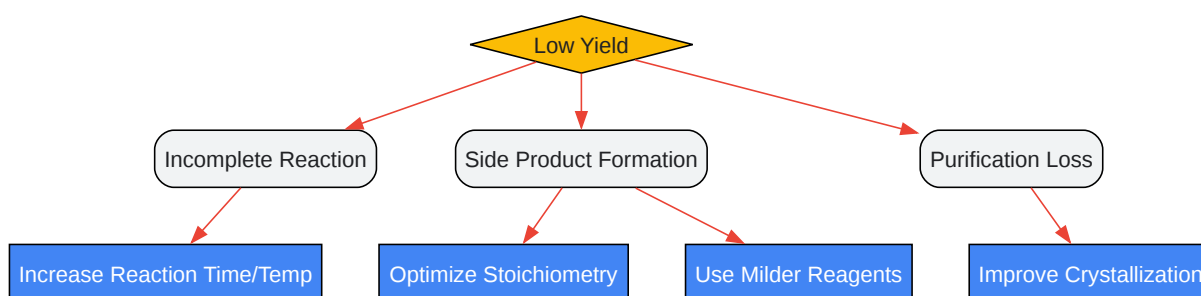 Low Yield
Incomplete Reaction
Side Product Formation
Purification Loss
Increase Reaction Time/Temp
Optimize Stoichiometry
Use Milder Reagents
Improve Crystallization